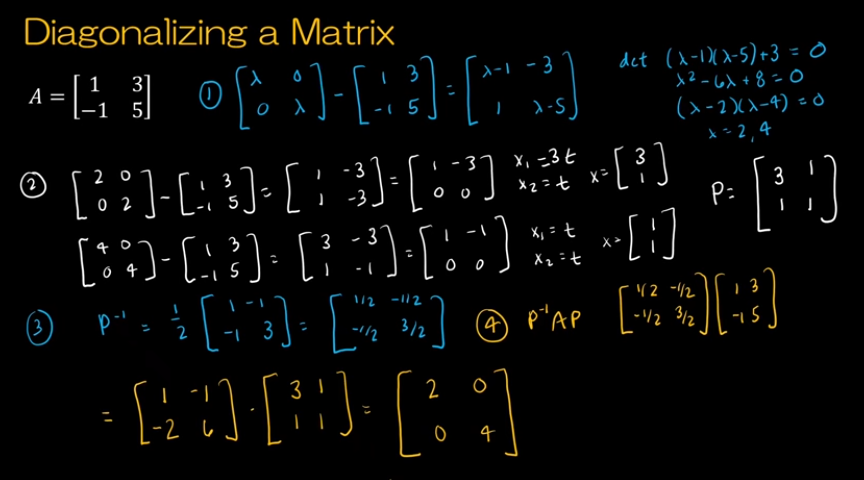 Diagonalizing a Matrix
A = [1 3; −1 5]
① [λ 0; 0 λ] − [1 3; -1 5] = [λ-1 -3; 1 λ-5]
det (λ-1)(λ-5)+3 = 0
λ² - 6λ + 8 = 0
(λ-2)(λ-4) = 0
λ = 2, 4
② [2 0; 0 2] - [1 3; -1 5] = [1 -3; 1 -3] = [1 -3; 0 0] x₁ = 3t x₂ = t x = [3; 1]
P = [3 1; 1 1]
[4 0; 0 4] - [1 3; -1 5] = [3 -3; 1 -1] = [1 -1; 0 0] x₁ = t x₂ = t x = [1; 1]
③ P⁻¹ = 1/2 [1 -1; -1 3] = [1/2 -1/2; -1/2 3/2]
④ P⁻¹AP [1/2 -1/2; -1/2 3/2] [1 3; -1 5]
= [1 -1; -2 6] · [3 1; 1 1] = [2 0; 0 4]